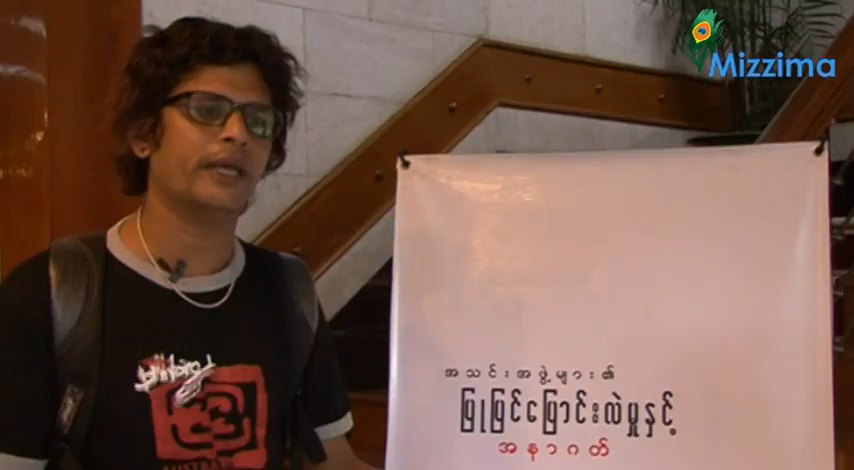 Mizzima
အသင်းအဖွဲ့များ၏
ပြုပြင်ပြောင်းလဲမှုနှင့်
အနာဂတ်